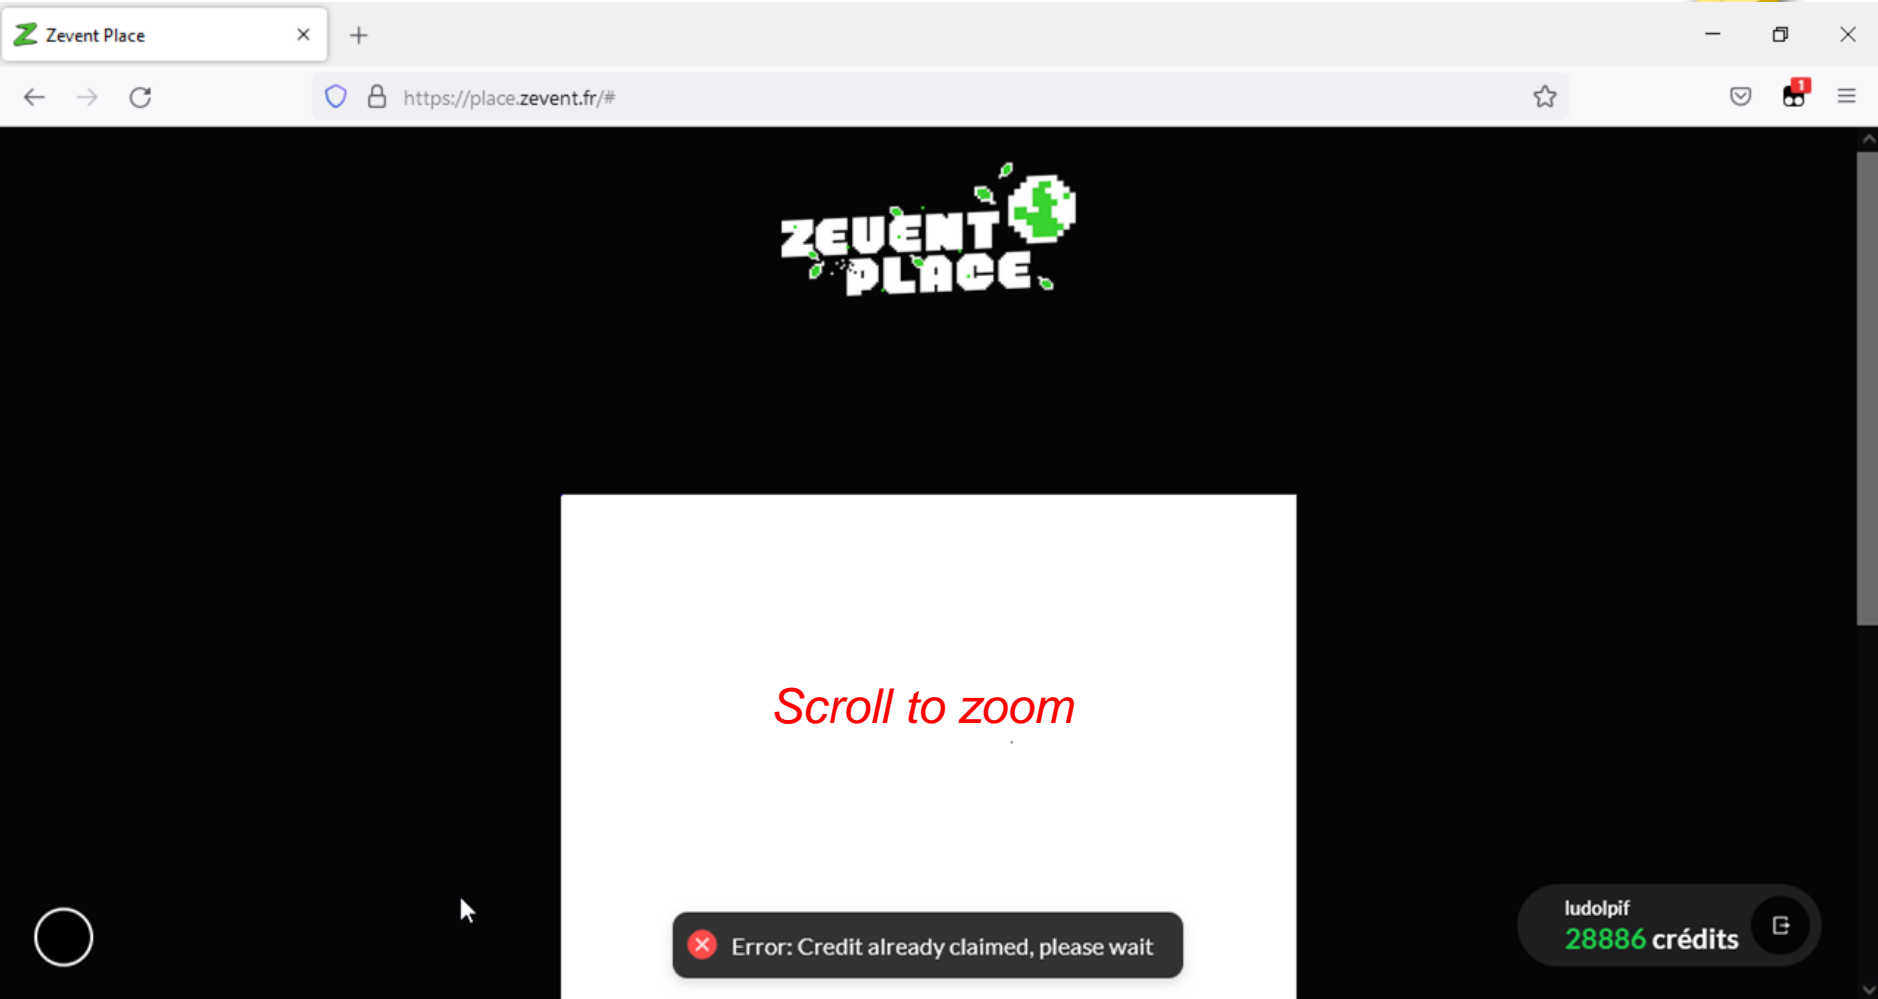 Zevent Place
https://place.zevent.fr/#
1
ZEVENT
PLACE
Scroll to zoom
Error: Credit already claimed, please wait
ludolpif
28886 crédits